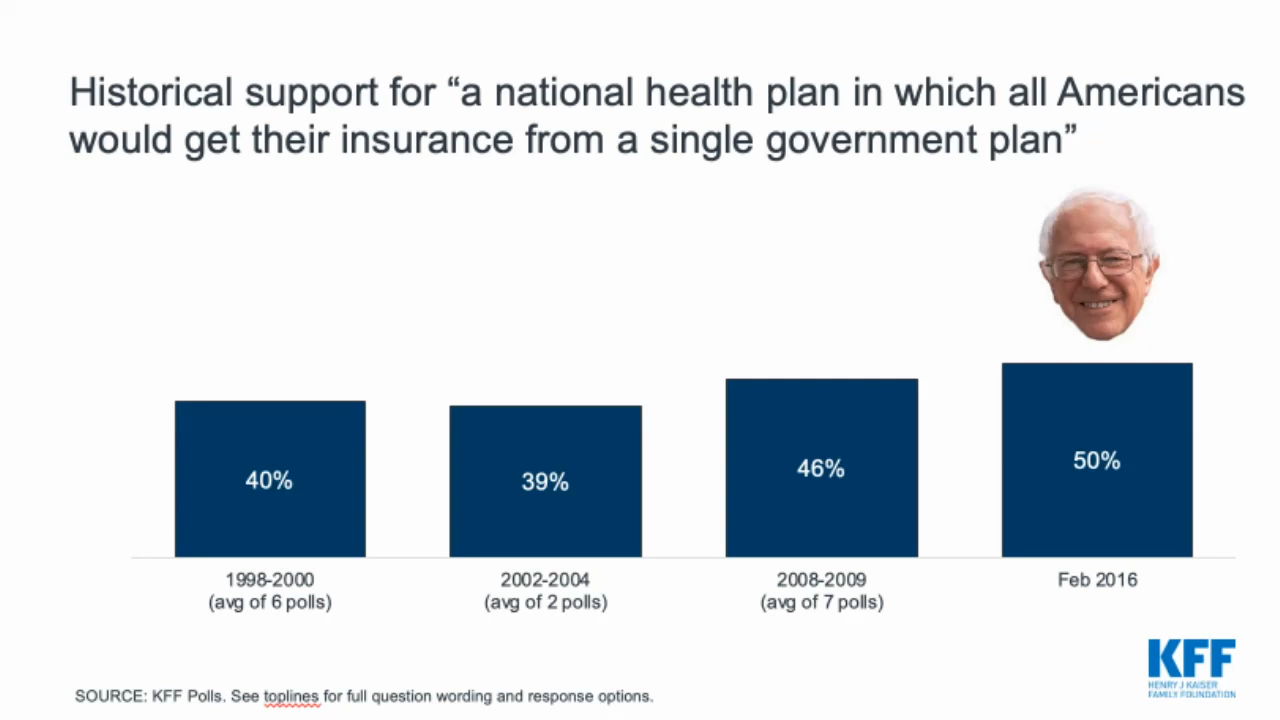 Historical support for “a national health plan in which all Americans
would get their insurance from a single government plan”
40%
39%
46%
50%
1998-2000
(avg of 6 polls)
2002-2004
(avg of 2 polls)
2008-2009
(avg of 7 polls)
Feb 2016
KFF
HENRY J KAISER
FAMILY FOUNDATION
SOURCE: KFF Polls. See toplines for full question wording and response options.